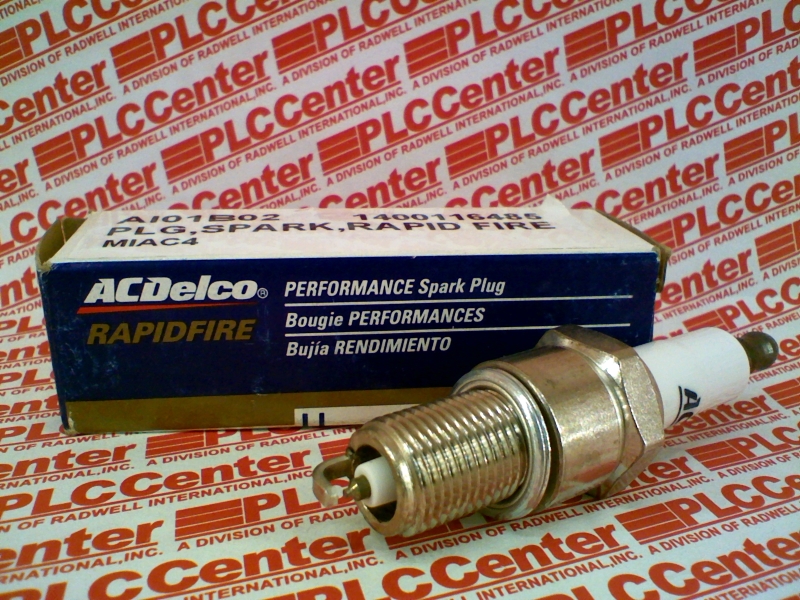 AI01B02 1400116485
PLG,SPARK,RAPID FIRE
MIAC4
ACDelco®
RAPIDFIRE
PERFORMANCE Spark Plug
Bougie PERFORMANCES
Bujía RENDIMIENTO
PLCCenter
A DIVISION OF RADWELL INTERNATIONAL, INC.